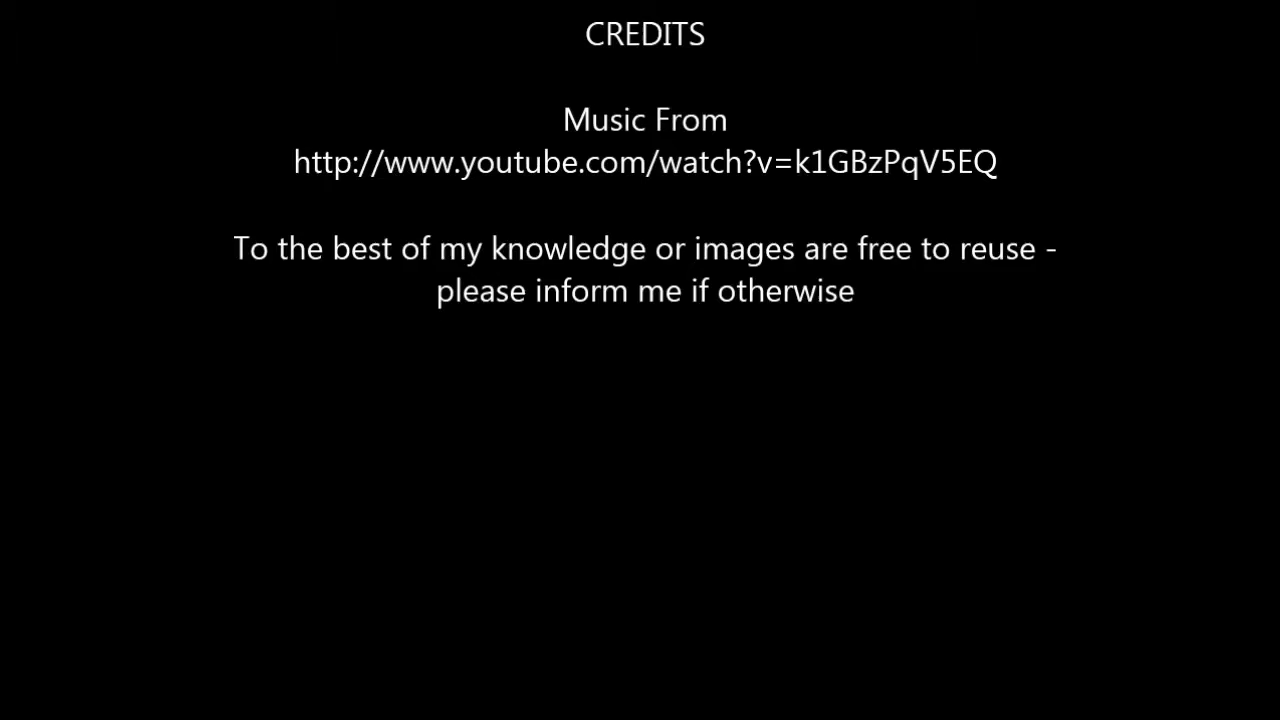 CREDITS
Music From
http://www.youtube.com/watch?v=k1GBzPqV5EQ
To the best of my knowledge or images are free to reuse -
please inform me if otherwise